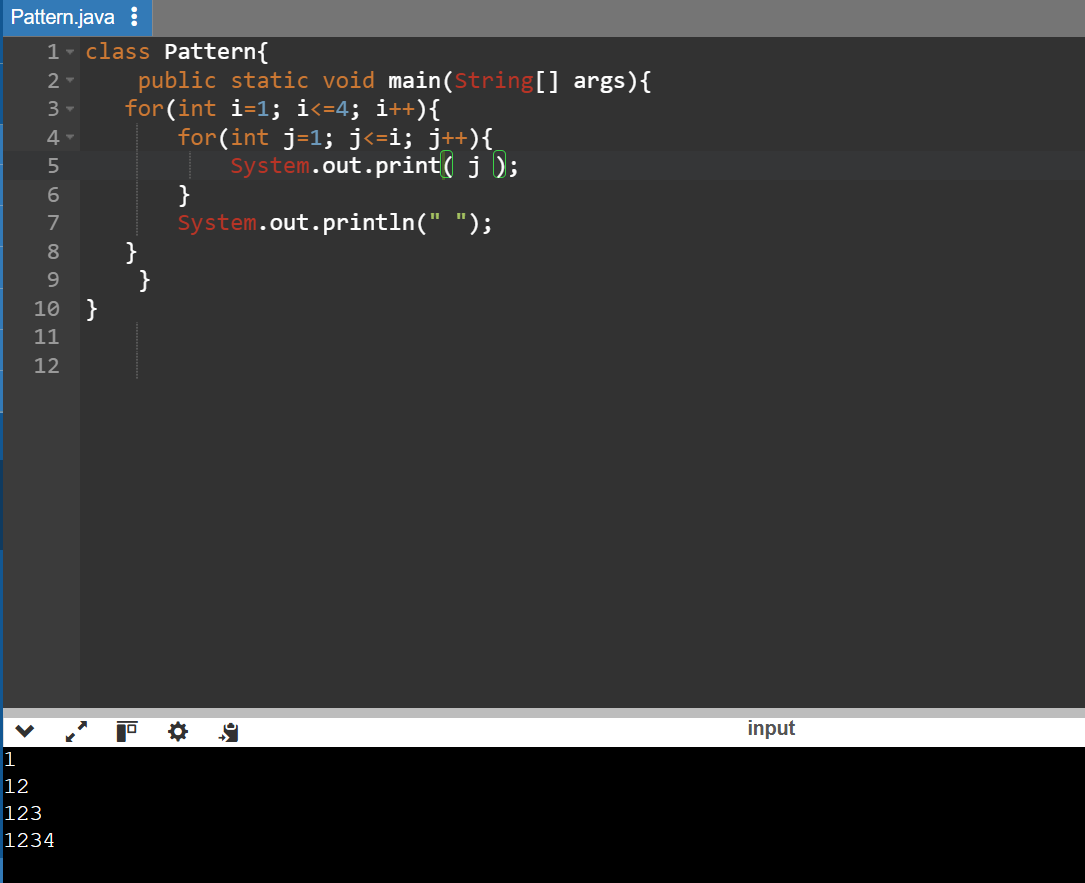 Pattern.java
1 class Pattern{
2     public static void main(String[] args){
3    for(int i=1; i<=4; i++){
4        for(int j=1; j<=i; j++){
5            System.out.print( j );
6        }
7        System.out.println(" ");
8    }
9     }
10 }
11
12
input
1
12
123
1234